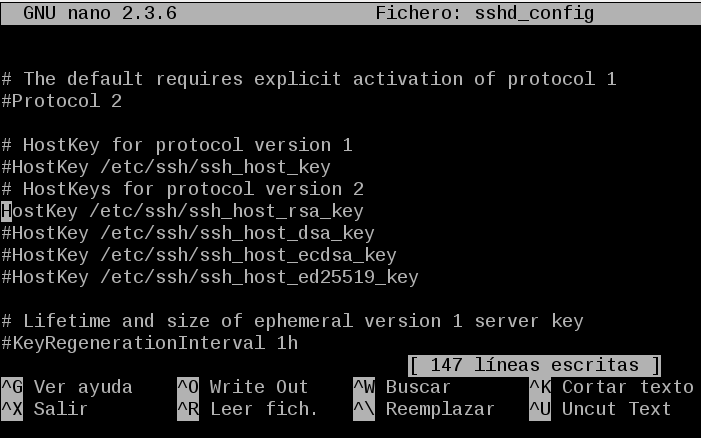 GNU nano 2.3.6 Fichero: sshd_config
# The default requires explicit activation of protocol 1
#Protocol 2
# HostKey for protocol version 1
#HostKey /etc/ssh/ssh_host_key
# HostKeys for protocol version 2
HostKey /etc/ssh/ssh_host_rsa_key
#HostKey /etc/ssh/ssh_host_dsa_key
#HostKey /etc/ssh/ssh_host_ecdsa_key
#HostKey /etc/ssh/ssh_host_ed25519_key
# Lifetime and size of ephemeral version 1 server key
#KeyRegenerationInterval 1h
[ 147 líneas escritas ]
^G Ver ayuda ^O Write Out ^W Buscar ^K Cortar texto
^X Salir ^R Leer fich. ^\ Reemplazar ^U Uncut Text